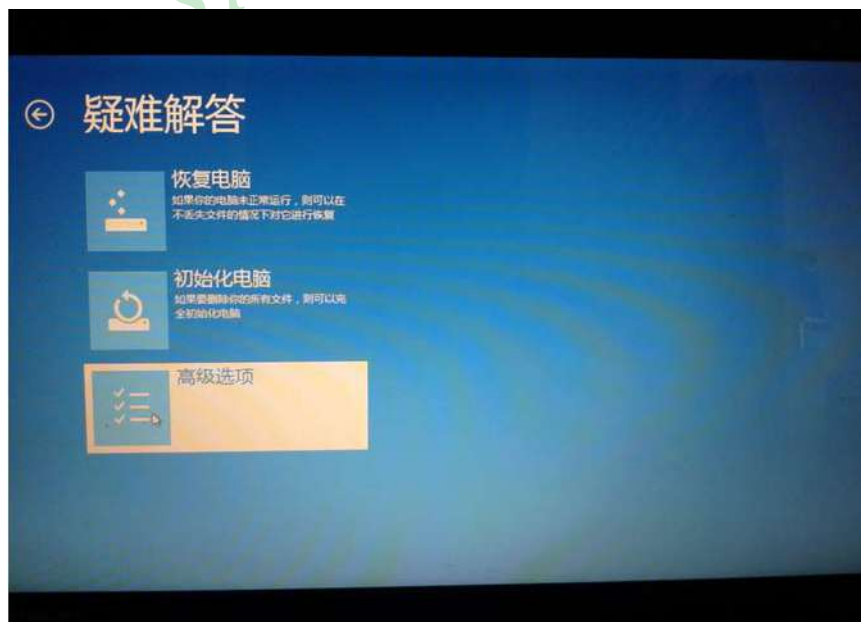 疑难解答
恢复电脑
如果你的电脑未正常运行，则可以在
不丢失文件的情况下对它进行恢复
初始化电脑
如果要删除你的所有文件，则可以完
全初始化电脑
高级选项